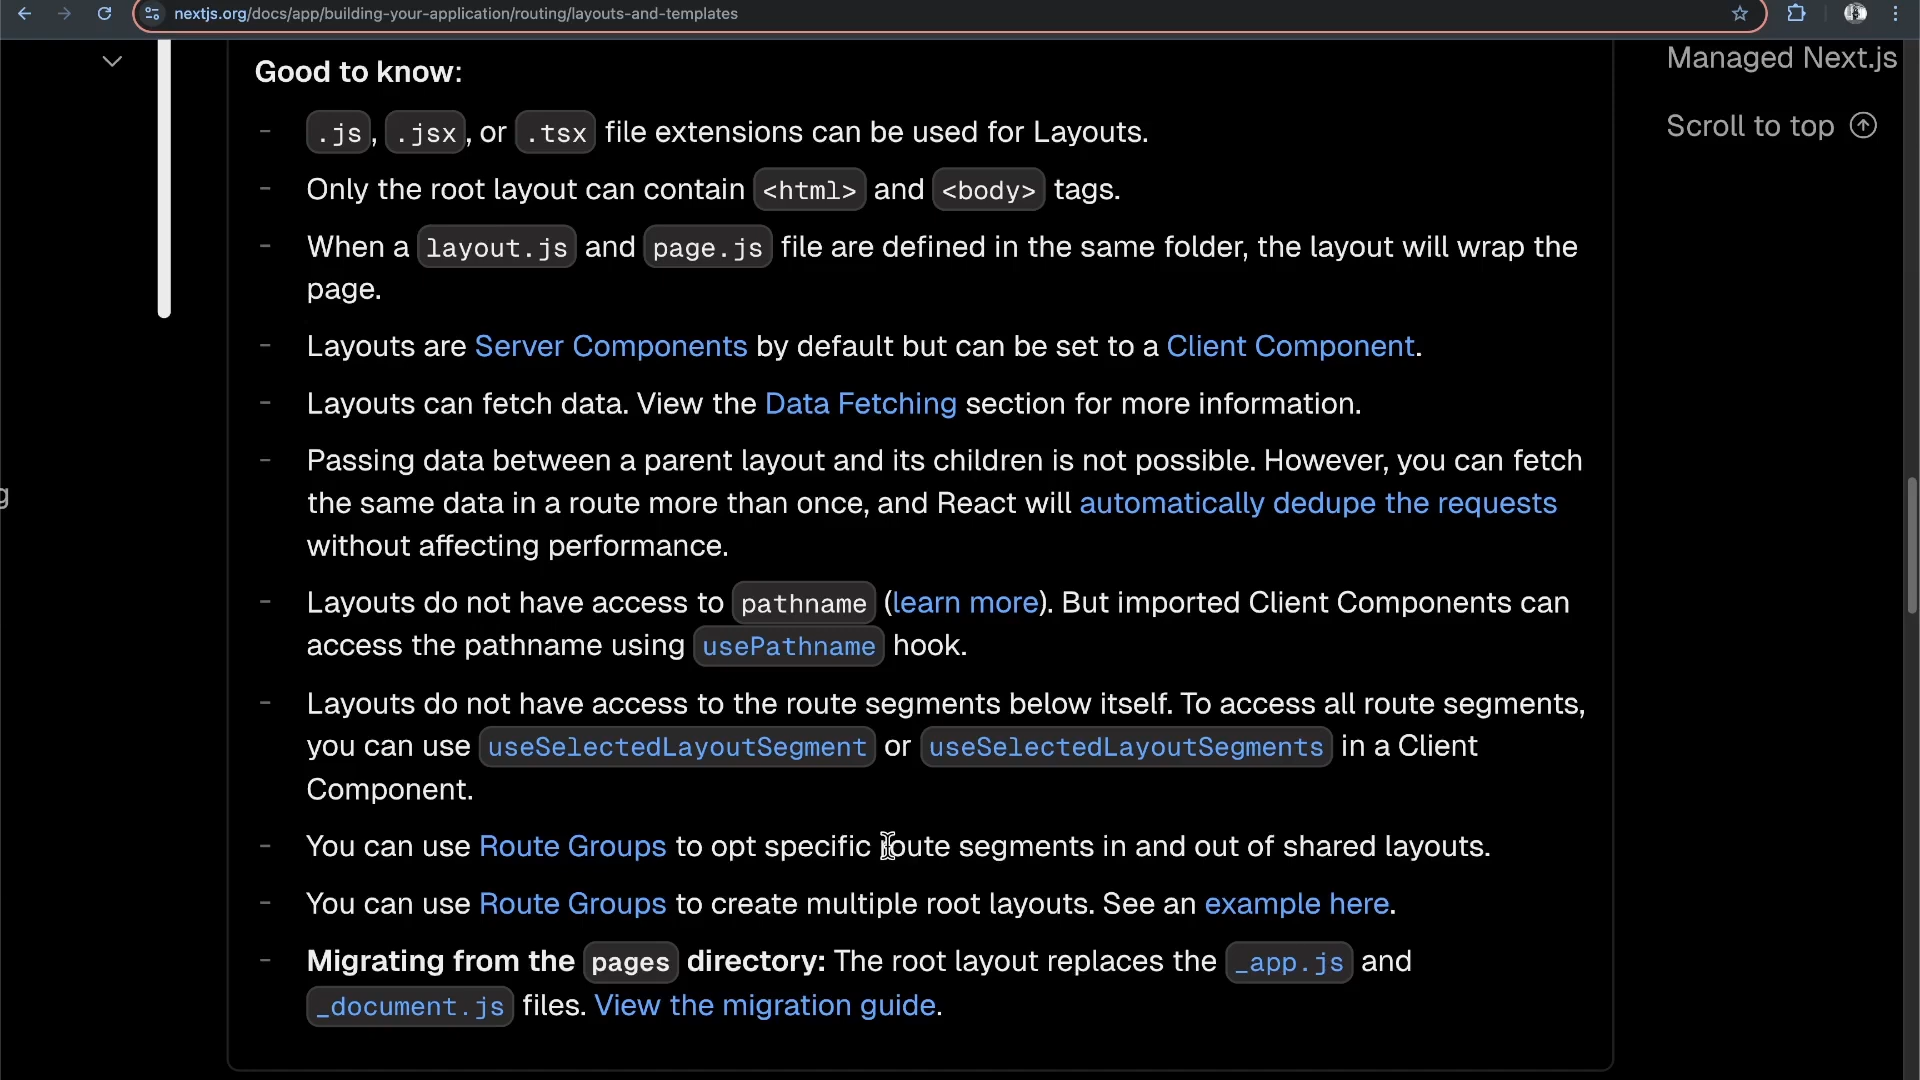 nextjs.org/docs/app/building-your-application/routing/layouts-and-templates
Managed Next.js
Scroll to top
g
Good to know:
- .js, .jsx, or .tsx file extensions can be used for Layouts.
- Only the root layout can contain <html> and <body> tags.
- When a layout.js and page.js file are defined in the same folder, the layout will wrap the
page.
- Layouts are Server Components by default but can be set to a Client Component.
- Layouts can fetch data. View the Data Fetching section for more information.
- Passing data between a parent layout and its children is not possible. However, you can fetch
the same data in a route more than once, and React will automatically dedupe the requests
without affecting performance.
- Layouts do not have access to pathname (learn more). But imported Client Components can
access the pathname using usePathname hook.
- Layouts do not have access to the route segments below itself. To access all route segments,
you can use useSelectedLayoutSegment or useSelectedLayoutSegments in a Client
Component.
- You can use Route Groups to opt specific route segments in and out of shared layouts.
- You can use Route Groups to create multiple root layouts. See an example here.
- Migrating from the pages directory: The root layout replaces the _app.js and
_document.js files. View the migration guide.